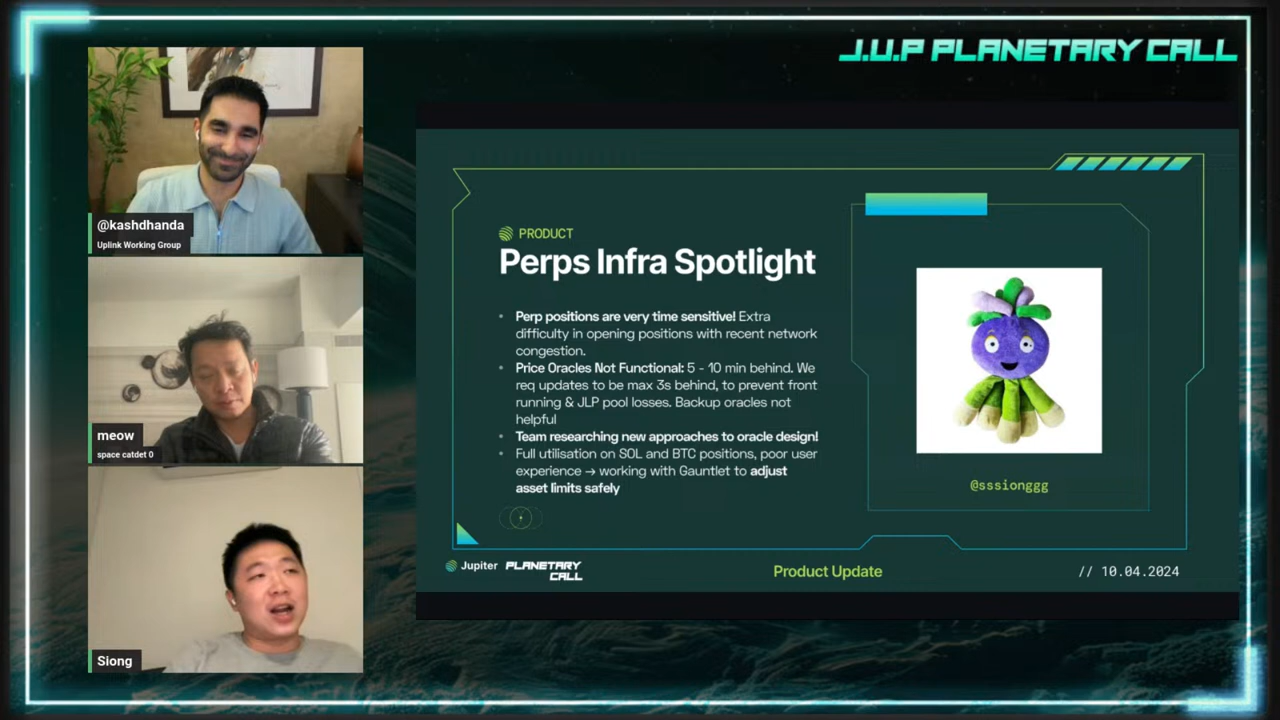 J.U.P PLANETARY CALL
@kashdhanda
Uplink Working Group
meow
space catdet 0
Siong
PRODUCT
Perps Infra Spotlight
• Perp positions are very time sensitive! Extra
difficulty in opening positions with recent network
congestion.
• Price Oracles Not Functional: 5 - 10 min behind. We
req updates to be max 3s behind, to prevent front
running & JLP pool losses. Backup oracles not
helpful
• Team researching new approaches to oracle design!
• Full utilisation on SOL and BTC positions, poor user
experience → working with Gauntlet to adjust
asset limits safely
@sssionggg
Jupiter
PLANETARY
CALL
Product Update
// 10.04.2024